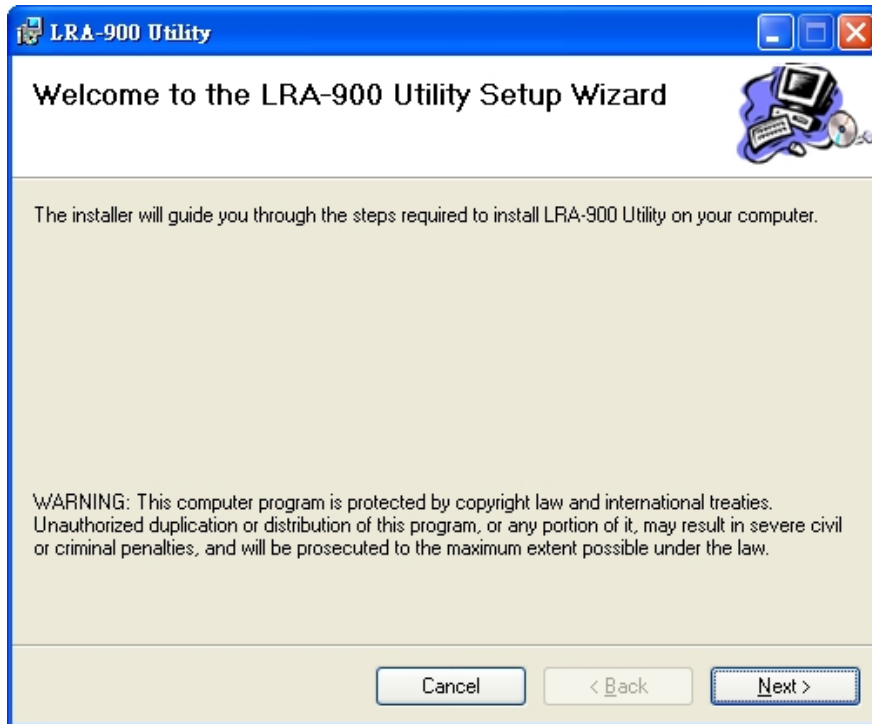 LRA-900 Utility
Welcome to the LRA-900 Utility Setup Wizard
The installer will guide you through the steps required to install LRA-900 Utility on your computer.
WARNING: This computer program is protected by copyright law and international treaties.
Unauthorized duplication or distribution of this program, or any portion of it, may result in severe civil
or criminal penalties, and will be prosecuted to the maximum extent possible under the law.
Cancel
< Back
Next >